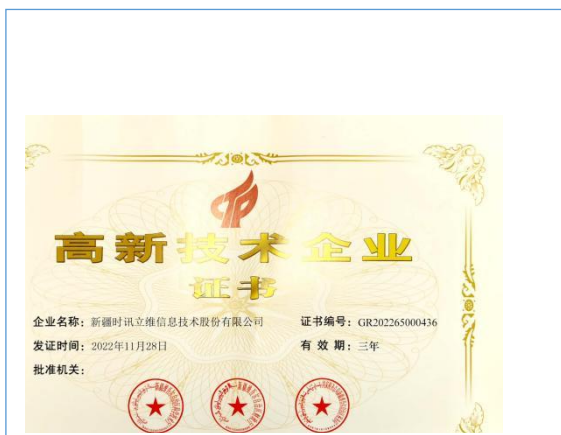 高新技术企业
证书
企业名称：新疆时讯立维信息技术股份有限公司 证书编号：GR202265000436
发证时间：2022年11月28日 有 效 期：三年
批准机关：